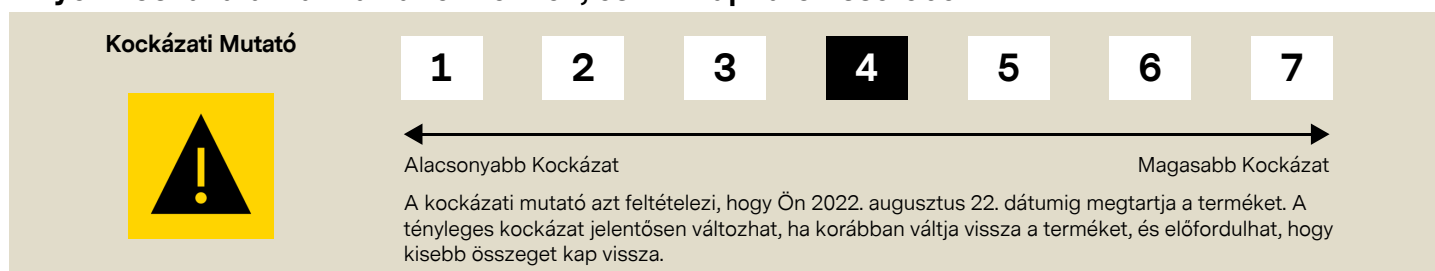 Kockázati Mutató
1 2 3 4 5 6 7
Alacsonyabb Kockázat Magasabb Kockázat
A kockázati mutató azt feltételezi, hogy Ön 2022. augusztus 22. dátumig megtartja a terméket. A
tényleges kockázat jelentősen változhat, ha korábban váltja vissza a terméket, és előfordulhat, hogy
kisebb összeget kap vissza.